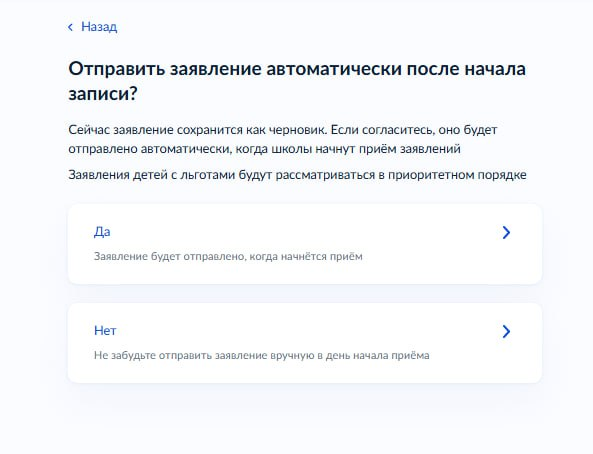 Назад
Отправить заявление автоматически после начала
записи?
Сейчас заявление сохранится как черновик. Если согласитесь, оно будет
отправлено автоматически, когда школы начнут приём заявлений
Заявления детей с льготами будут рассматриваться в приоритетном порядке
Да
Заявление будет отправлено, когда начнётся приём
Нет
Не забудьте отправить заявление вручную в день начала приёма